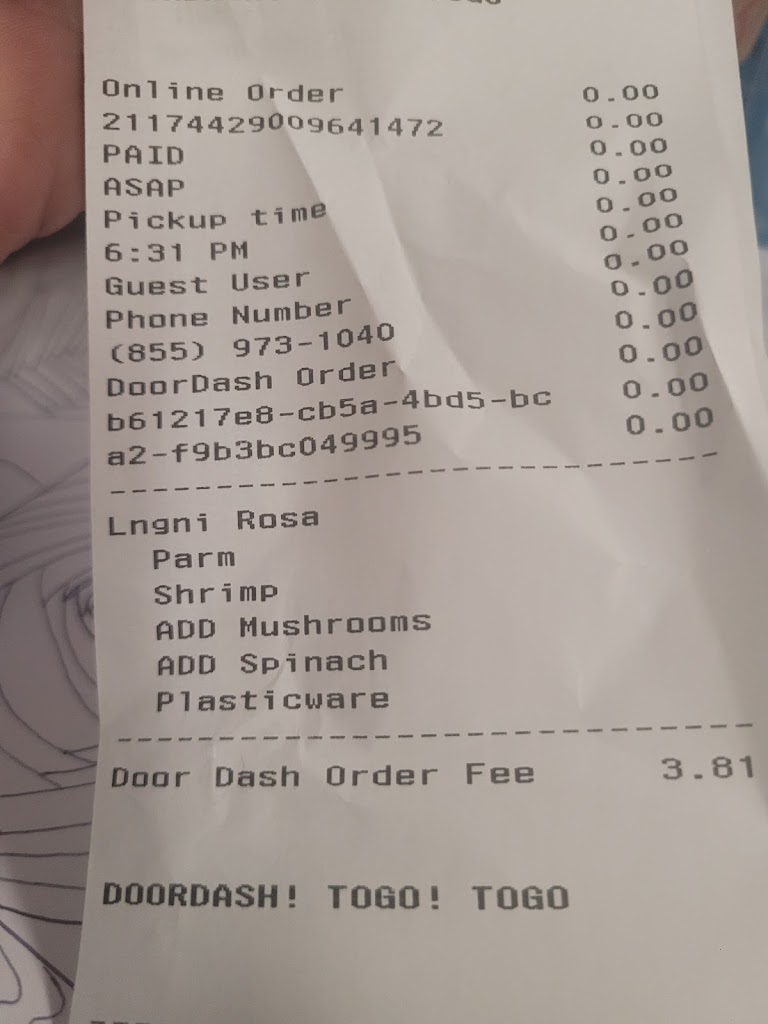 Online Order 0.00
21174429009641472 0.00
PAID 0.00
ASAP 0.00
Pickup time 0.00
6:31 PM 0.00
Guest User 0.00
Phone Number 0.00
(855) 973-1040 0.00
DoorDash Order 0.00
b61217e8-cb5a-4bd5-bc 0.00
a2-f9b3bc049995 0.00
Lngni Rosa
Parm
Shrimp
ADD Mushrooms
ADD Spinach
Plasticware
Door Dash Order Fee 3.81
DOORDASH! TOGO! TOGO